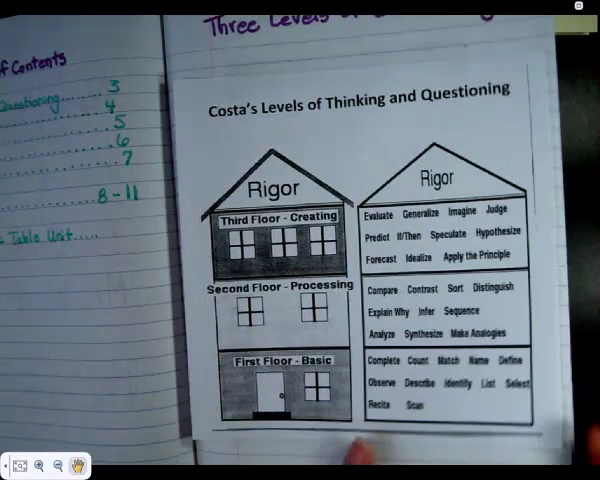 of Contents
Questioning....... 3
4
5
6
7
8-11
Table Unit.....
Three Levels
Costa's Levels of Thinking and Questioning
Rigor
Third Floor - Creating
Second Floor - Processing
First Floor - Basic
Rigor
Evaluate Generalize Imagine Judge
Predict If/Then Speculate Hypothesize
Forecast Idealize Apply the Principle
Compare Contrast Sort Distinguish
Explain Why Infer Sequence
Analyze Synthesize Make Analogies
Complete Count Match Name Define
Observe Describe Identify List Select
Recite Scan